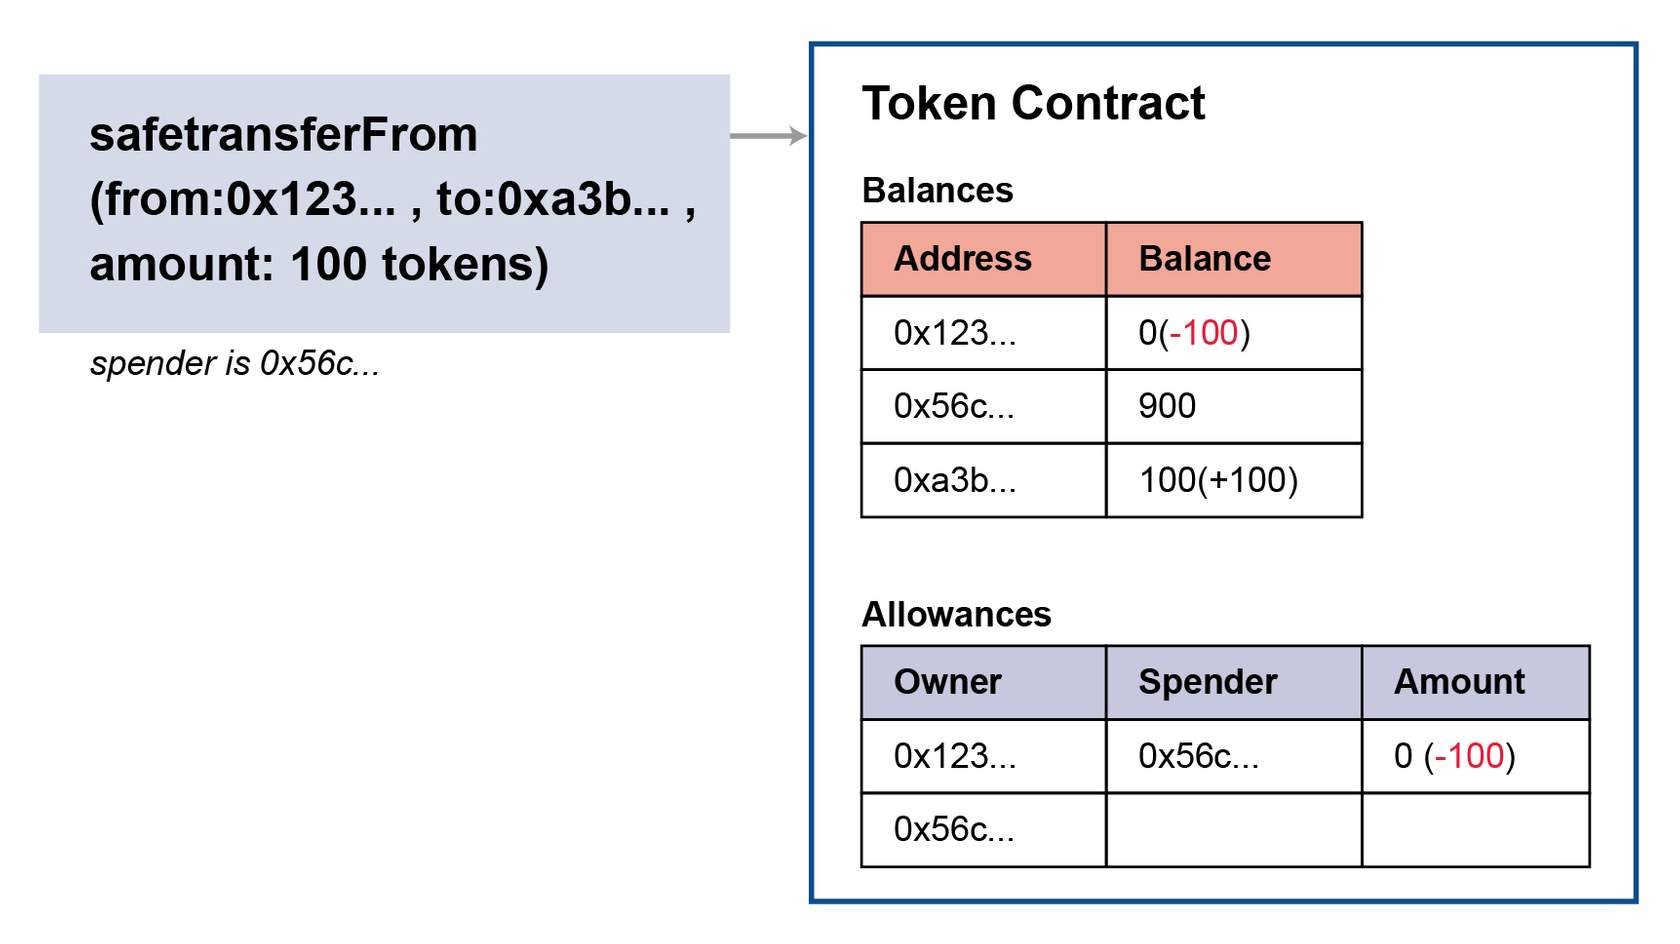 safetransferFrom
(from:0x123... , to:0xa3b... ,
amount: 100 tokens)
spender is 0x56c...
Token Contract
Balances
Address Balance
0x123... 0(-100)
0x56c... 900
0xa3b... 100(+100)
Allowances
Owner Spender Amount
0x123... 0x56c... 0 (-100)
0x56c...